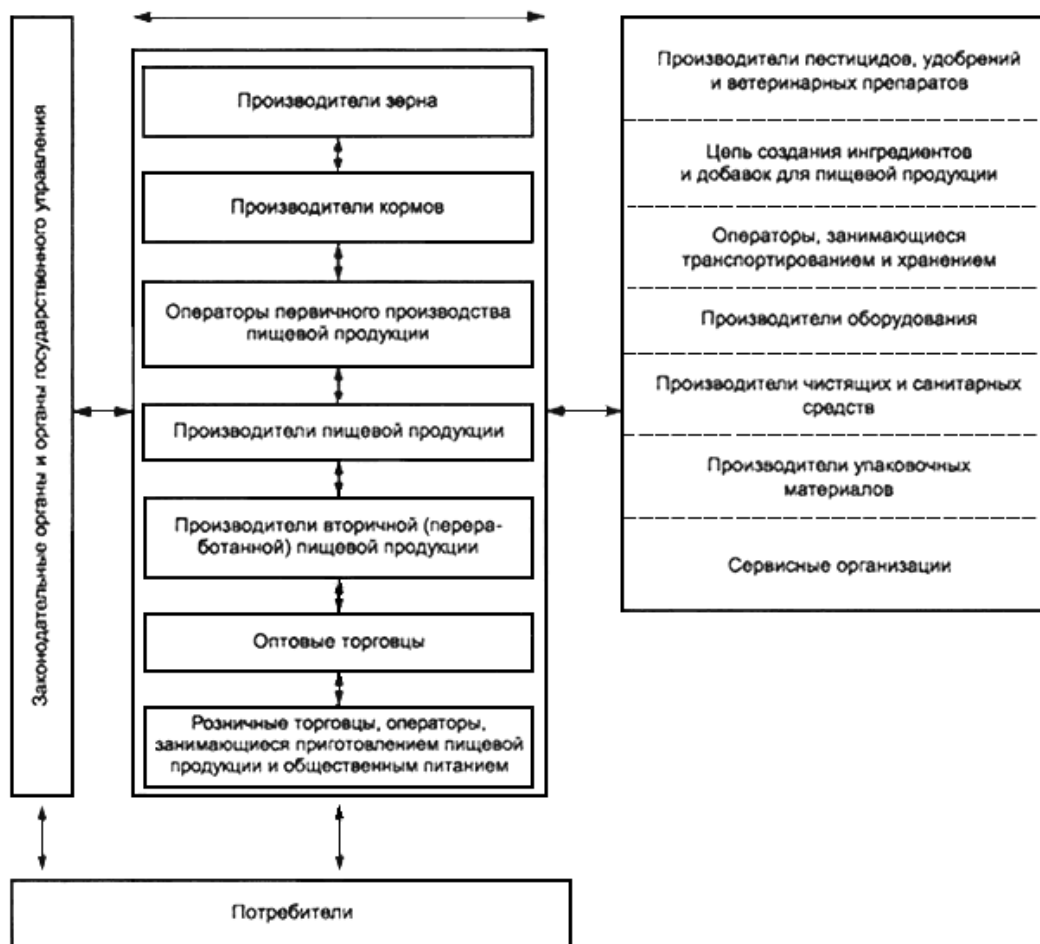 Законодательные органы и органы государственного управления
Производители зерна
Производители кормов
Операторы первичного производства
пищевой продукции
Производители пищевой продукции
Производители вторичной (перера-
ботанной) пищевой продукции
Оптовые торговцы
Розничные торговцы, операторы,
занимающиеся приготовлением пищевой
продукции и общественным питанием
Производители пестицидов, удобрений
и ветеринарных препаратов
Цепь создания ингредиентов
и добавок для пищевой продукции
Операторы, занимающиеся
транспортированием и хранением
Производители оборудования
Производители чистящих и санитарных
средств
Производители упаковочных
материалов
Сервисные организации
Потребители